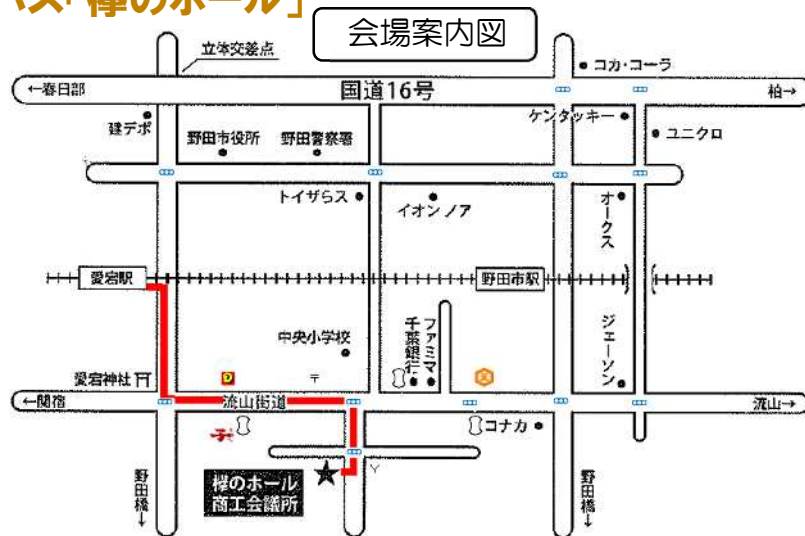 「欅のホール」
会場案内図
立体交差点
コカ・コーラ
←春日部
国道16号
柏→
建デポ
ケンタッキー
ユニクロ
野田市役所
野田警察署
トイザらス
イオンノア
オークス
愛宕駅
野田市駅
中央小学校
千葉銀行
ファミマ
ジェーソン
愛宕神社
〒
←関宿
流山街道
流山→
コナカ
欅のホール
商工会議所
野田橋↓
野田橋↓